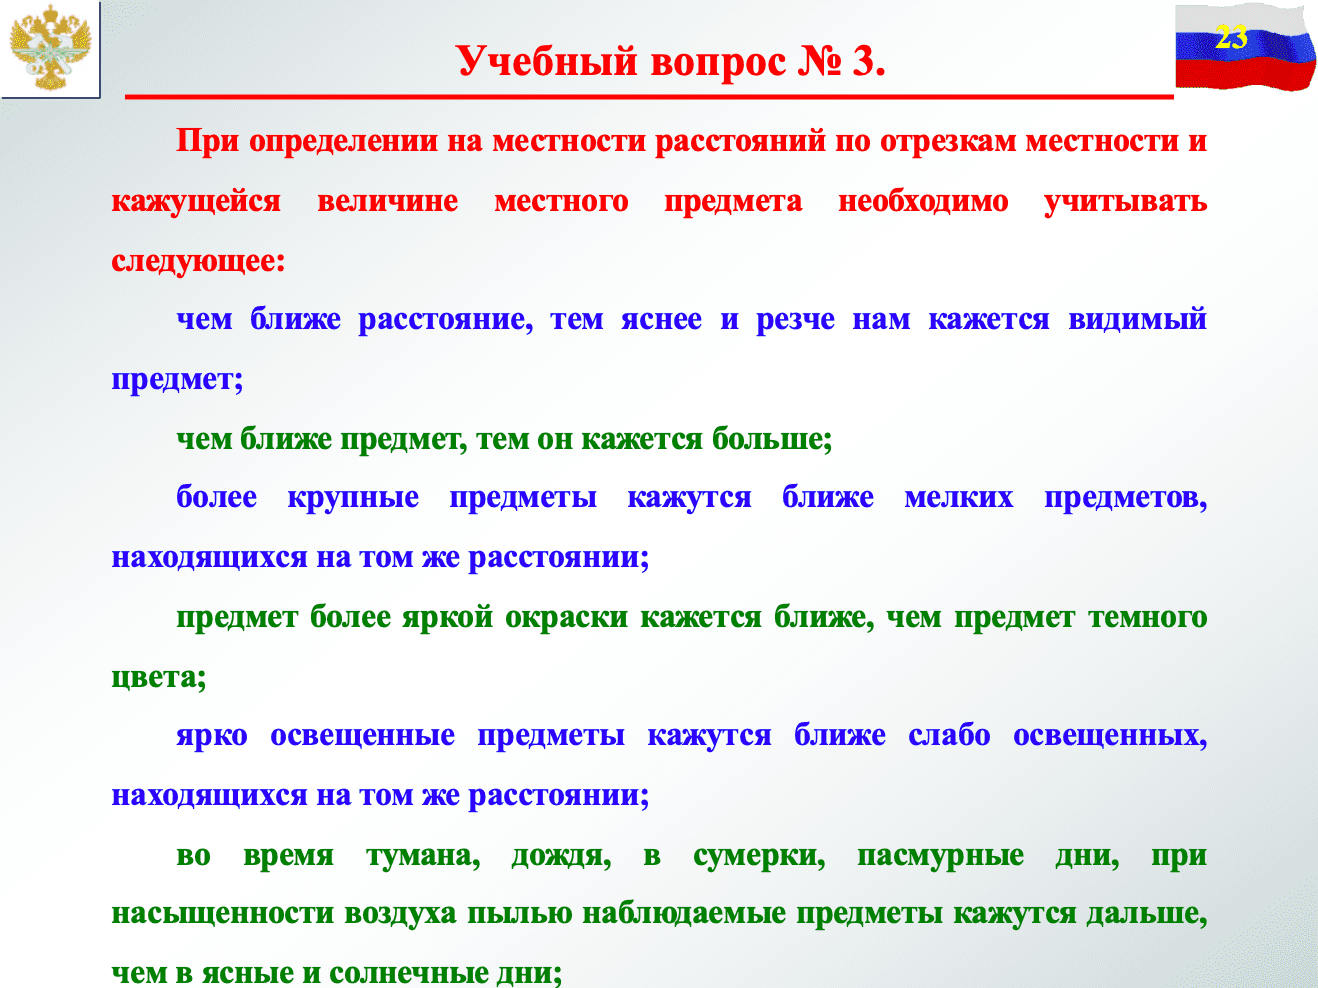 23
Учебный вопрос № 3.
При определении на местности расстояний по отрезкам местности и
кажущейся величине местного предмета необходимо учитывать
следующее:
чем ближе расстояние, тем яснее и резче нам кажется видимый
предмет;
чем ближе предмет, тем он кажется больше;
более крупные предметы кажутся ближе мелких предметов,
находящихся на том же расстоянии;
предмет более яркой окраски кажется ближе, чем предмет темного
цвета;
ярко освещенные предметы кажутся ближе слабо освещенных,
находящихся на том же расстоянии;
во время тумана, дождя, в сумерки, пасмурные дни, при
насыщенности воздуха пылью наблюдаемые предметы кажутся дальше,
чем в ясные и солнечные дни;